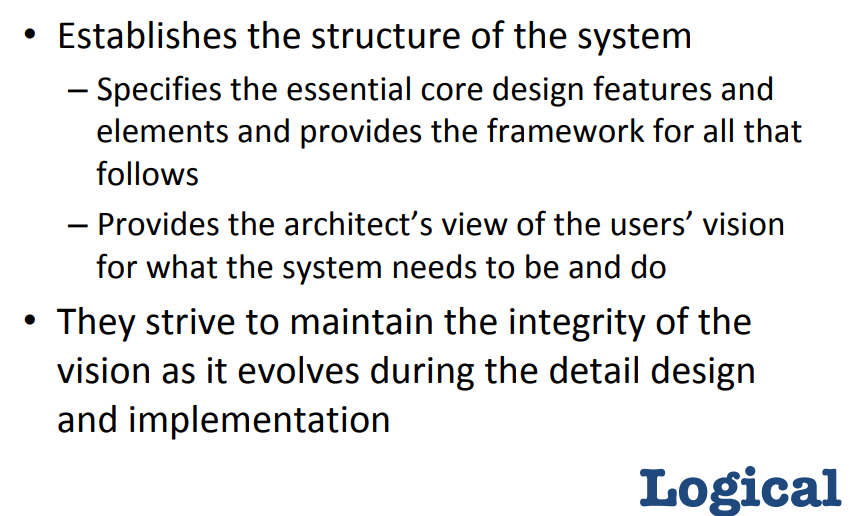 • Establishes the structure of the system
– Specifies the essential core design features and
elements and provides the framework for all that
follows
– Provides the architect’s view of the users’ vision
for what the system needs to be and do
• They strive to maintain the integrity of the
vision as it evolves during the detail design
and implementation
Logical